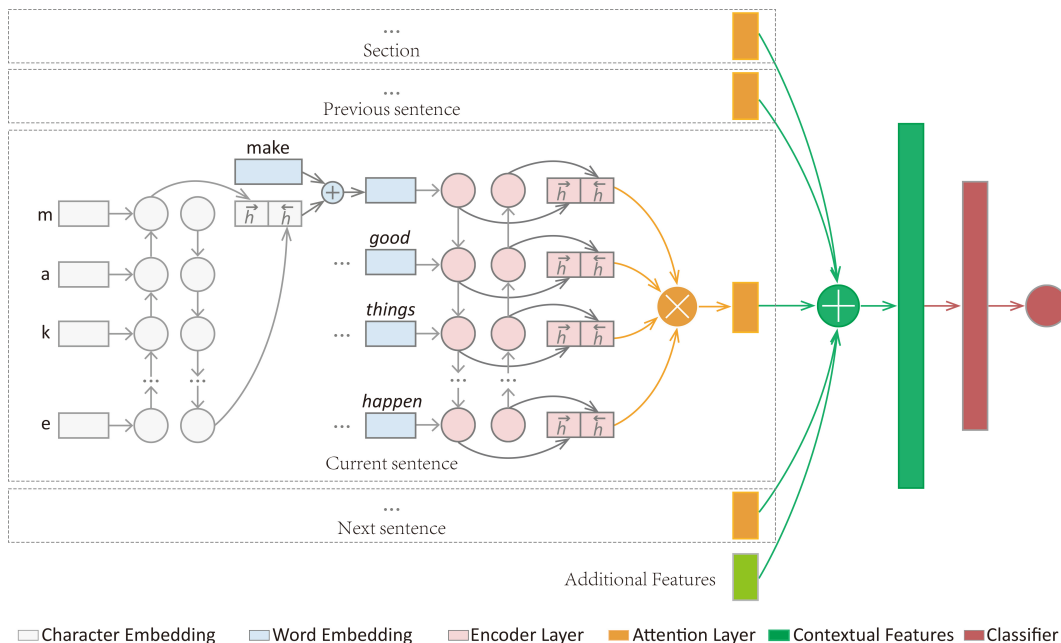 ...
Section
...
Previous sentence
make
m
h h
a
... good
k
... things
...
... ...
e
... happen
h h
h h
h h
h h
Current sentence
...
Next sentence
Additional Features
Character Embedding Word Embedding Encoder Layer Attention Layer Contextual Features Classifier